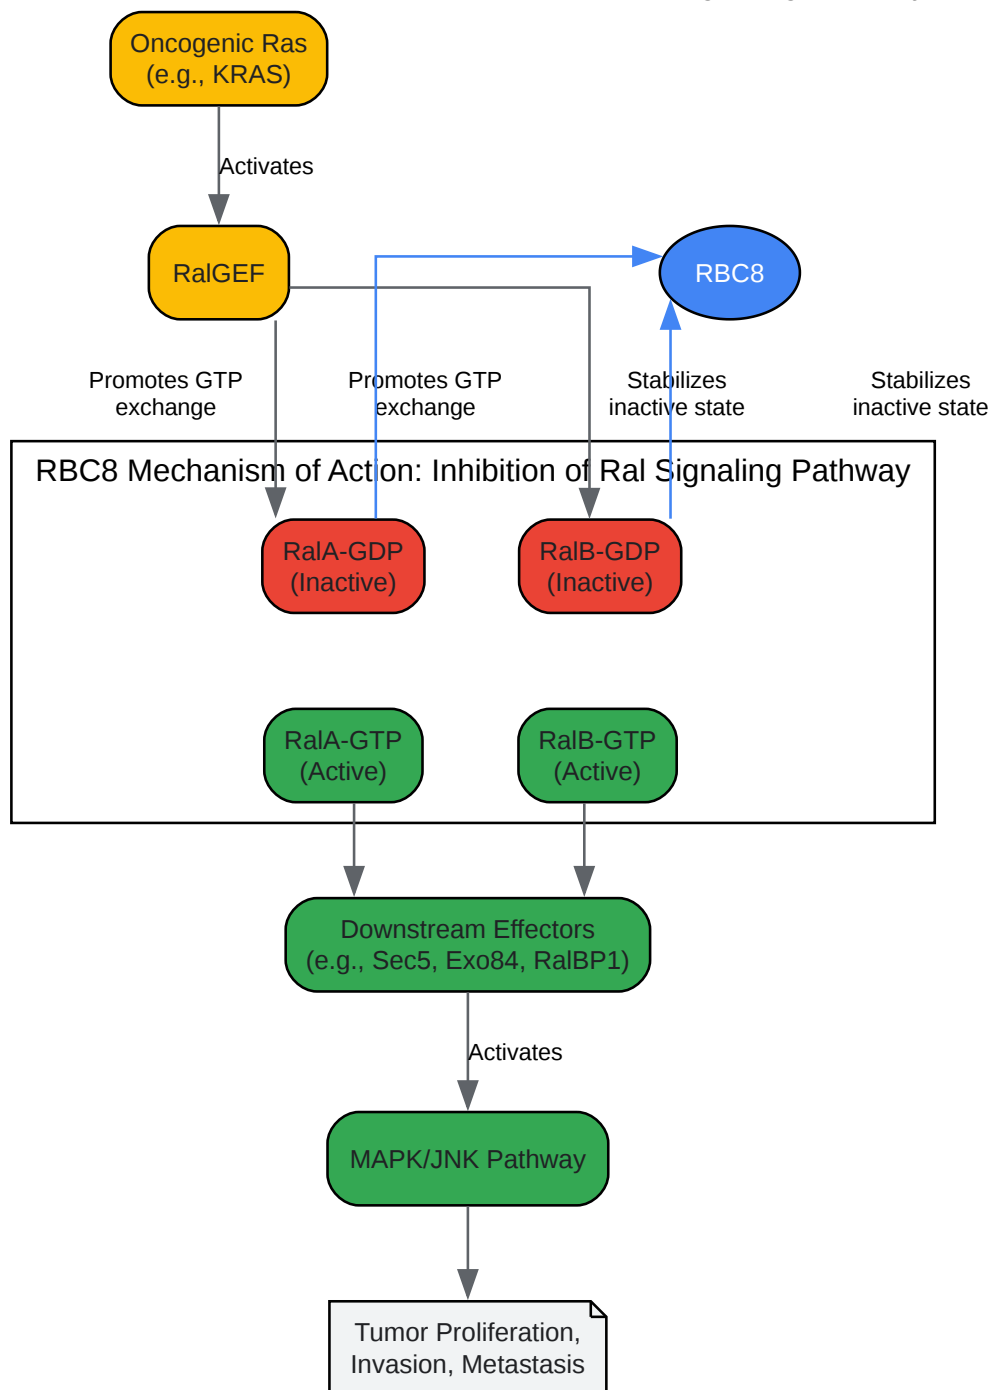 Oncogenic Ras
(e.g., KRAS)
Activates
RalGEF
RBC8
Promotes GTP
exchange
Promotes GTP
exchange
Stabilizes
inactive state
Stabilizes
inactive state
RBC8 Mechanism of Action: Inhibition of Ral Signaling Pathway
RalA-GDP
(Inactive)
RalB-GDP
(Inactive)
RalA-GTP
(Active)
RalB-GTP
(Active)
Downstream Effectors
(e.g., Sec5, Exo84, RalBP1)
Activates
MAPK/JNK Pathway
Tumor Proliferation,
Invasion, Metastasis